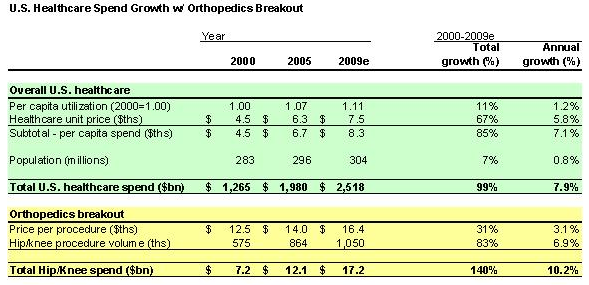 U.S. Healthcare Spend Growth w/ Orthopedics Breakout
Year 2000-2009e
Total Annual
2000 2005 2009e growth (%) growth (%)
Overall U.S. healthcare
Per capita utilization (2000=1.00) 1.00 1.07 1.11 11% 1.2%
Healthcare unit price ($ths) $ 4.5 $ 6.3 $ 7.5 67% 5.8%
Subtotal - per capita spend ($ths) $ 4.5 $ 6.7 $ 8.3 85% 7.1%
Population (millions) 283 296 304 7% 0.8%
Total U.S. healthcare spend ($bn) $ 1,265 $ 1,980 $ 2,518 99% 7.9%
Orthopedics breakout
Price per procedure ($ths) $ 12.5 $ 14.0 $ 16.4 31% 3.1%
Hip/knee procedure volume (ths) 575 864 1,050 83% 6.9%
Total Hip/Knee spend ($bn) $ 7.2 $ 12.1 $ 17.2 140% 10.2%